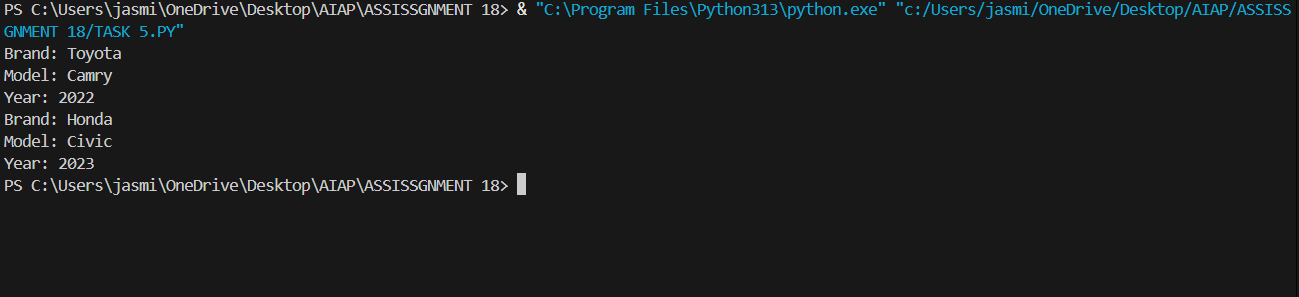 PS C:\Users\jasmi\OneDrive\Desktop\AIAP\ASSISSGNMENT 18> & "C:\Program Files\Python313\python.exe" "c:/Users/jasmi/OneDrive/Desktop/AIAP/ASSISS
GNMENT 18/TASK 5.PY"
Brand: Toyota
Model: Camry
Year: 2022
Brand: Honda
Model: Civic
Year: 2023
PS C:\Users\jasmi\OneDrive\Desktop\AIAP\ASSISSGNMENT 18>